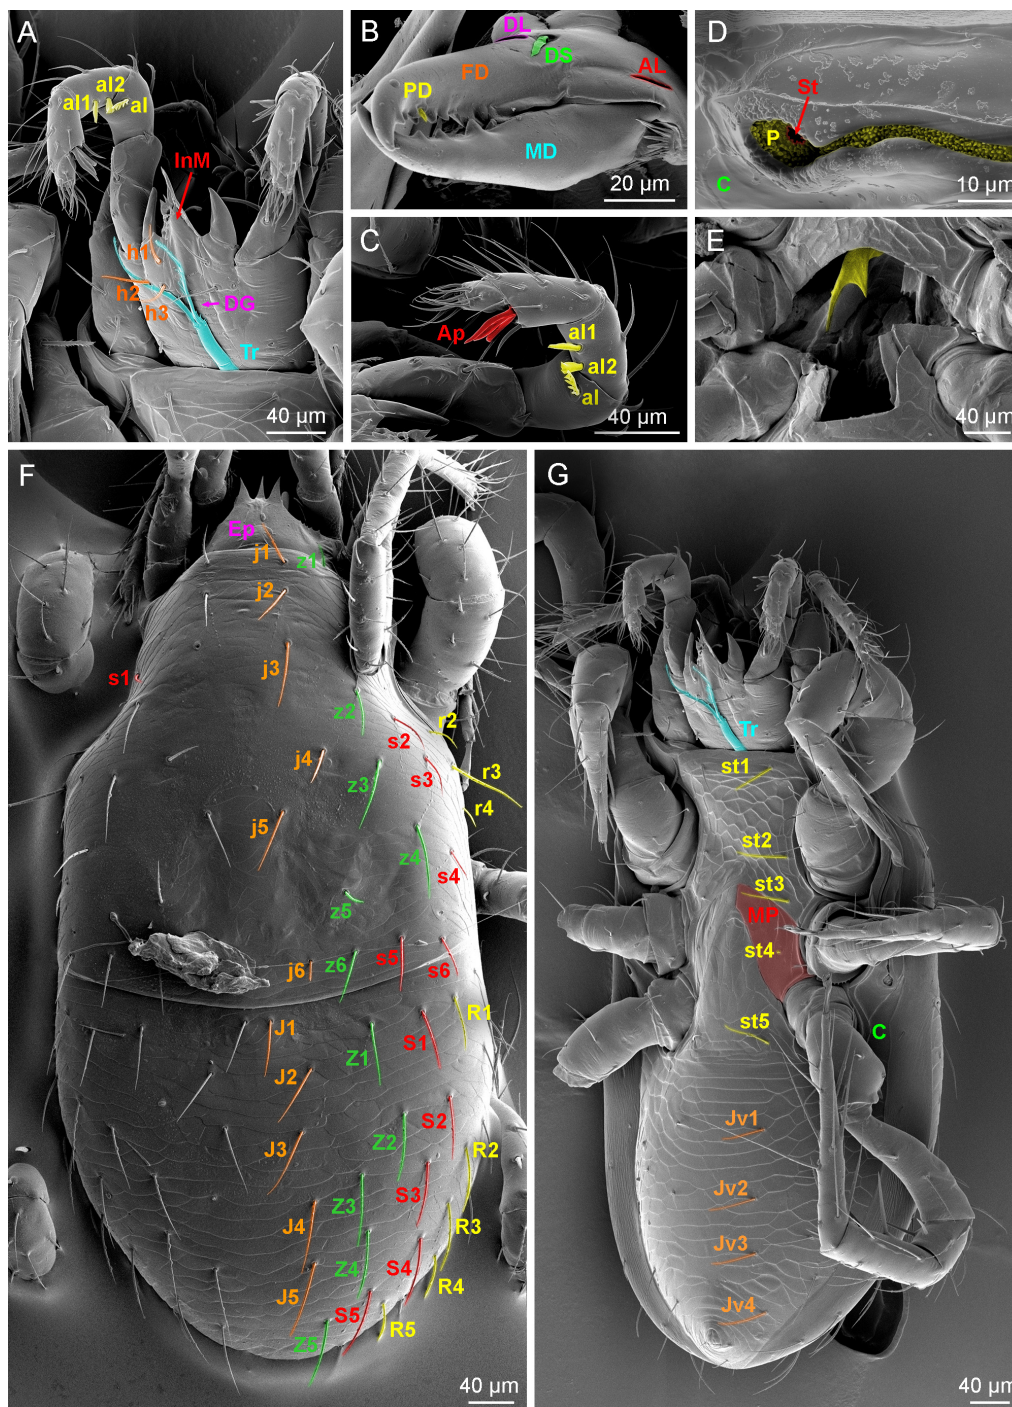 A
al2
al1
al
InM
h1
h2
h3
DG
Tr
40 µm
B
DL
DS
FD
AL
PD
MD
20 µm
C
Ap
al1
al2
al
40 µm
D
St
P
C
10 µm
E
40 µm
F
Ep
j1
z1
j2
j3
s1
z2
r2
s2
j4
z3
s3
r3
r4
j5
z4
s4
z5
j6
z6
s5
s6
R1
J1
S1
Z1
J2
S2
J3
Z2
R2
S3
Z3
J4
R3
Z4
S4
R4
J5
S5
R5
Z5
40 µm
G
Tr
st1
st2
st3
MP
st4
st5
C
Jv1
Jv2
Jv3
Jv4
40 µm